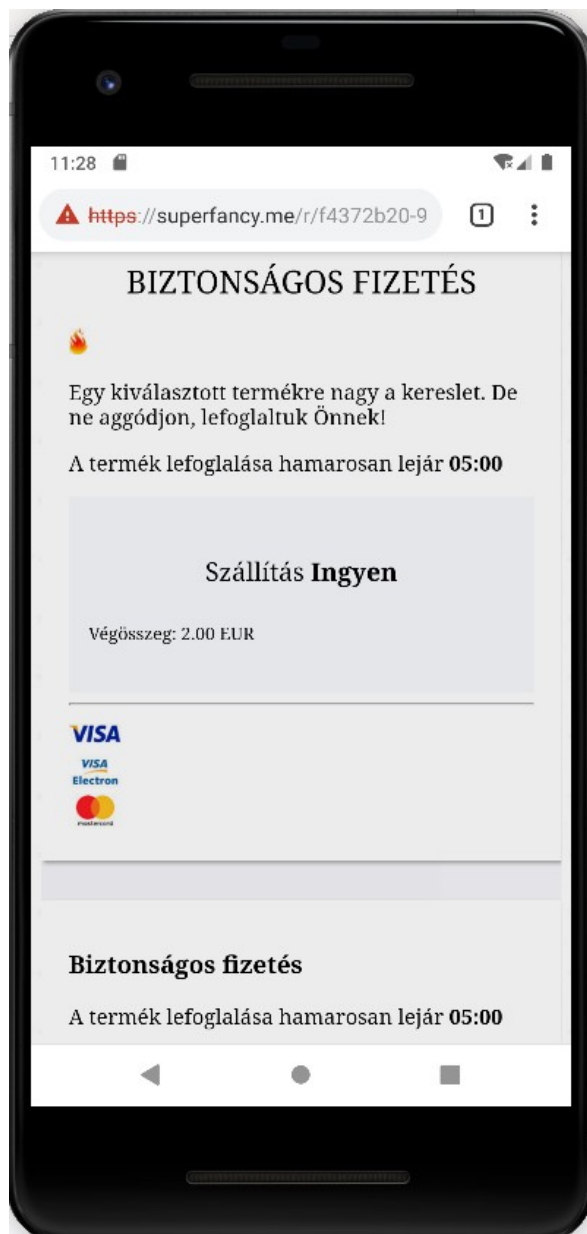 11:28
https://superfancy.me/r/f4372b20-9
1
BIZTONSÁGOS FIZETÉS
Egy kiválasztott termékre nagy a kereslet. De
ne aggódjon, lefoglaltuk Önnek!
A termék lefoglalása hamarosan lejár 05:00
Szállítás Ingyen
Végösszeg: 2.00 EUR
VISA
VISA
Electron
mastercard
Biztonságos fizetés
A termék lefoglalása hamarosan lejár 05:00